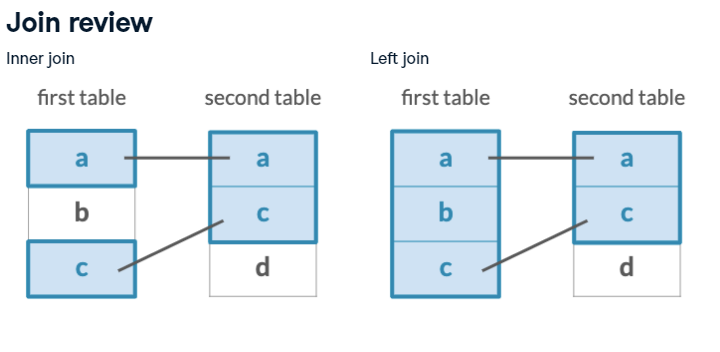 Join review
Inner join
first table second table
a a
b c
c d
Left join
first table second table
a a
b c
c d